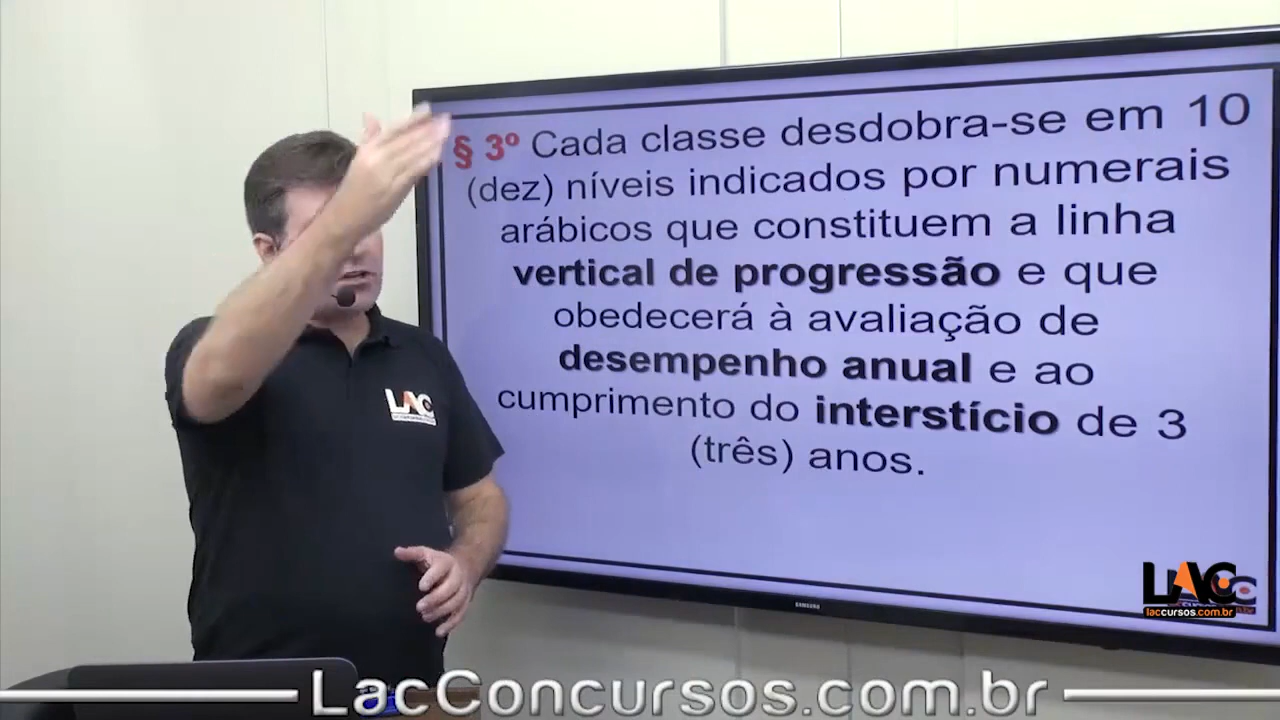 § 3º Cada classe desdobra-se em 10
(dez) níveis indicados por numerais
arábicos que constituem a linha
vertical de progressão e que
obedecerá à avaliação de
desempenho anual e ao
cumprimento do interstício de 3
(três) anos.
LAC
SAMSUNG
LAC
laccursos.com.br
LacConcursos.com.br